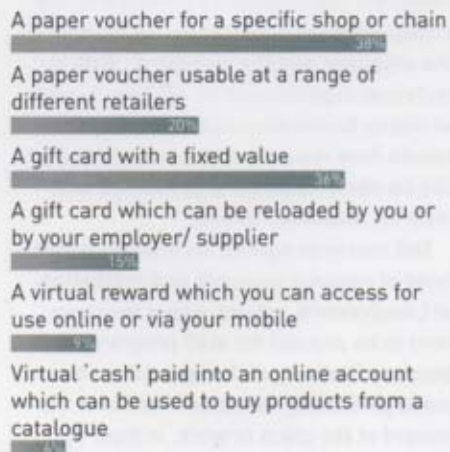 A paper voucher for a specific shop or chain
38%
A paper voucher usable at a range of
different retailers
20%
A gift card with a fixed value
36%
A gift card which can be reloaded by you or
by your employer/ supplier
15%
A virtual reward which you can access for
use online or via your mobile
9%
Virtual 'cash' paid into an online account
which can be used to buy products from a
catalogue
6%